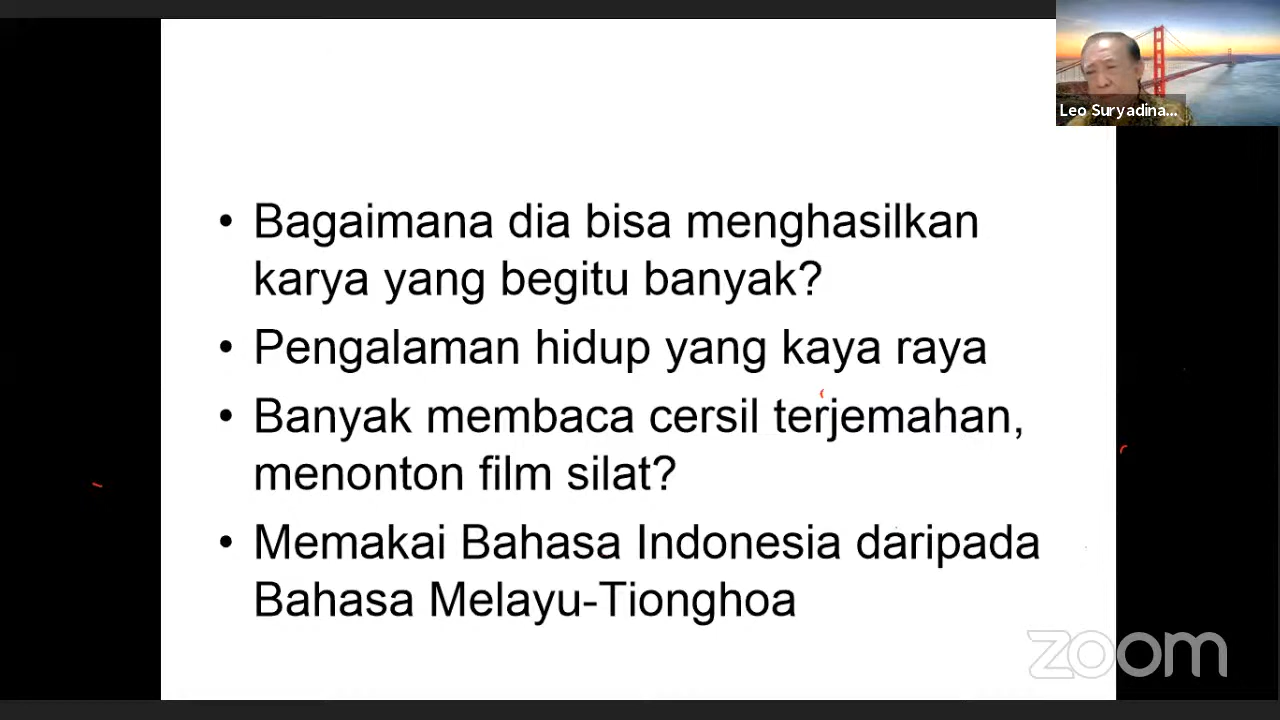 Leo Suryadina...
• Bagaimana dia bisa menghasilkan
karya yang begitu banyak?
• Pengalaman hidup yang kaya raya
• Banyak membaca cersil terjemahan,
menonton film silat?
• Memakai Bahasa Indonesia daripada
Bahasa Melayu-Tionghoa
zoom